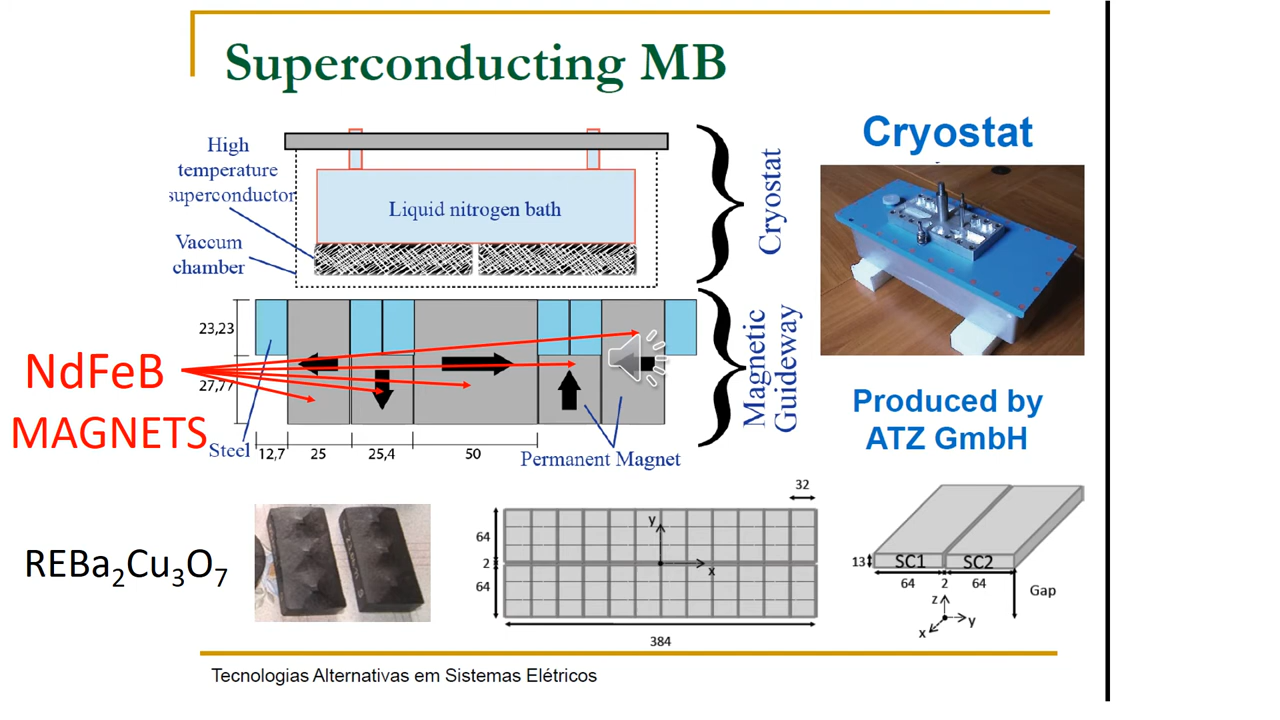 Superconducting MB
High
temperature
superconductor
Liquid nitrogen bath
Vaccum
chamber
Cryostat
Cryostat
23,23
27,77
NdFeB
MAGNETS
Steel
12,7
25
25,4
50
Permanent Magnet
Magnetic
Guideway
Produced by
ATZ GmbH
REBa₂Cu₃O₇
32
64
2
64
y
x
384
13
SC1
SC2
64
2
64
Gap
z
y
x
Tecnologias Alternativas em Sistemas Elétricos